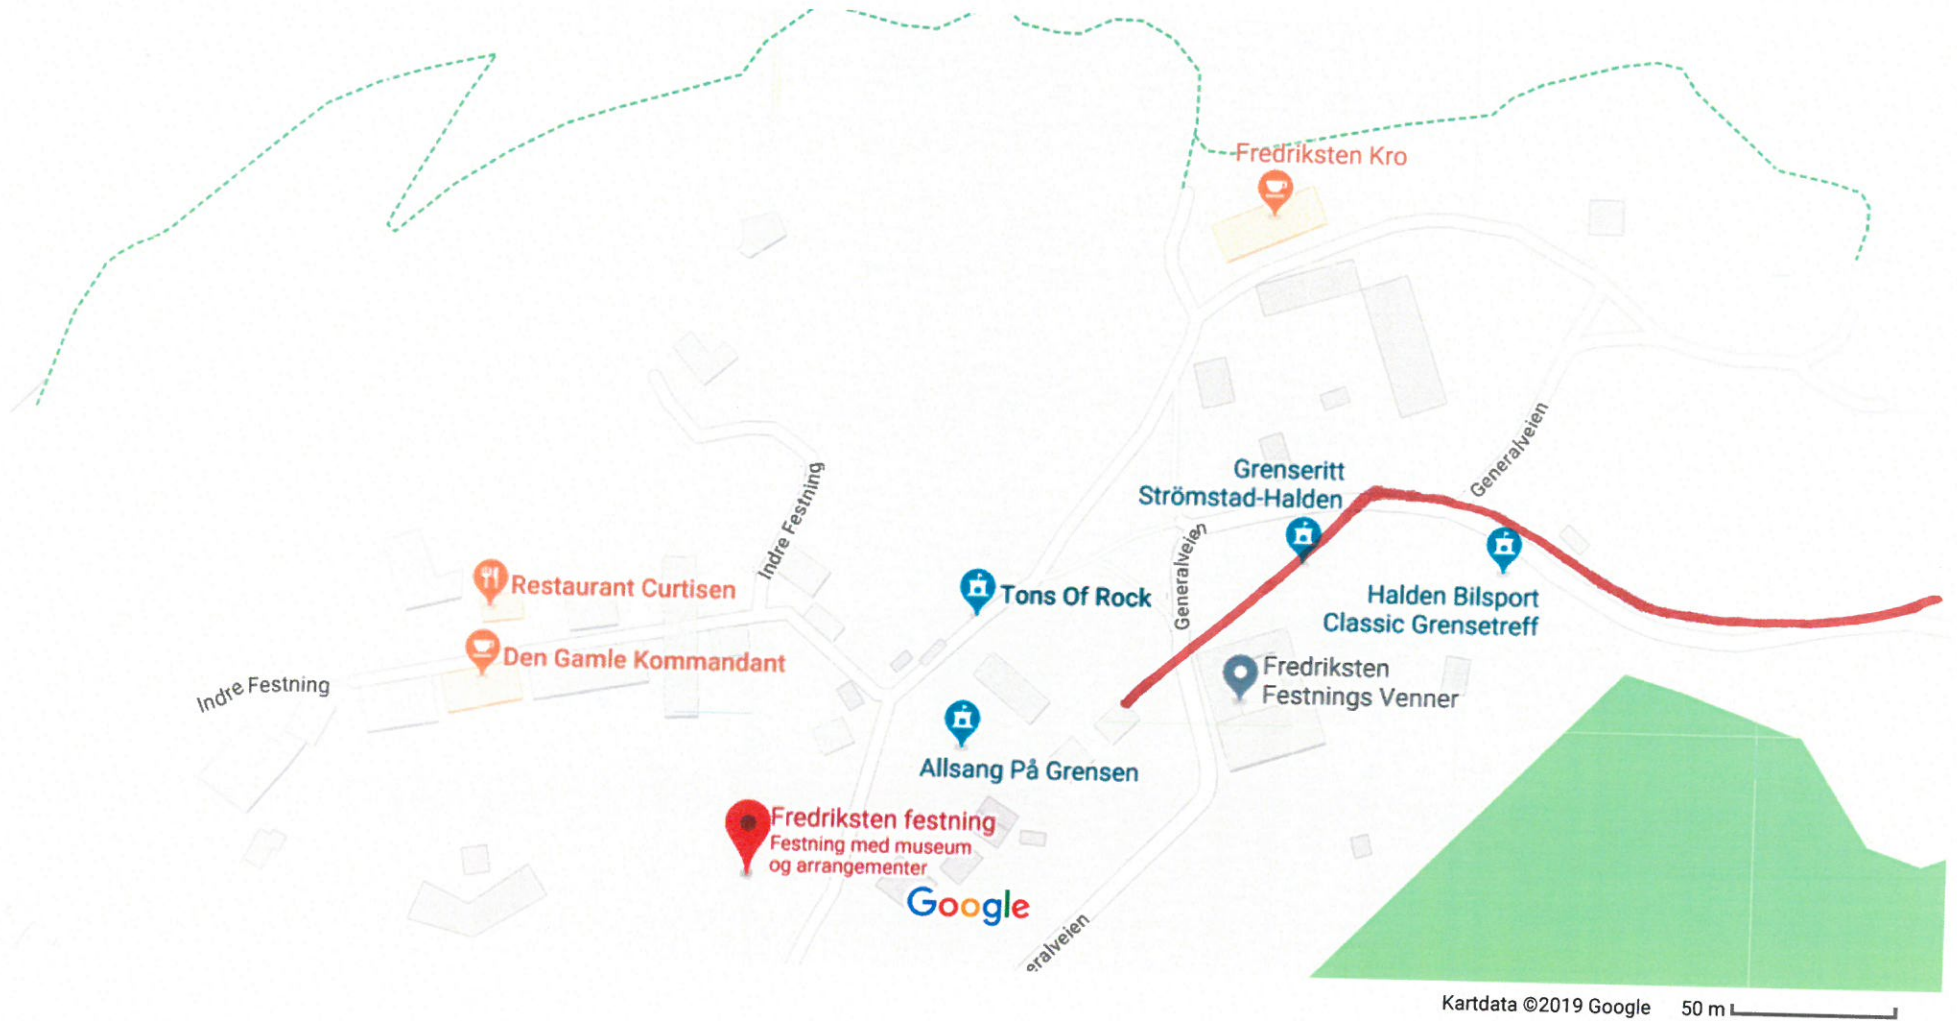 Fredriksten Kro
Generalveien
Grenseritt
Strömstad-Halden
Indre Festning
Generalveien
Restaurant Curtisen
Tons Of Rock
Halden Bilsport
Classic Grensetreff
Den Gamle Kommandant
Fredriksten
Festnings Venner
Indre Festning
Allsang På Grensen
Fredriksten festning
Festning med museum
og arrangementer
Google
eralveien
Kartdata ©2019 Google 50 m